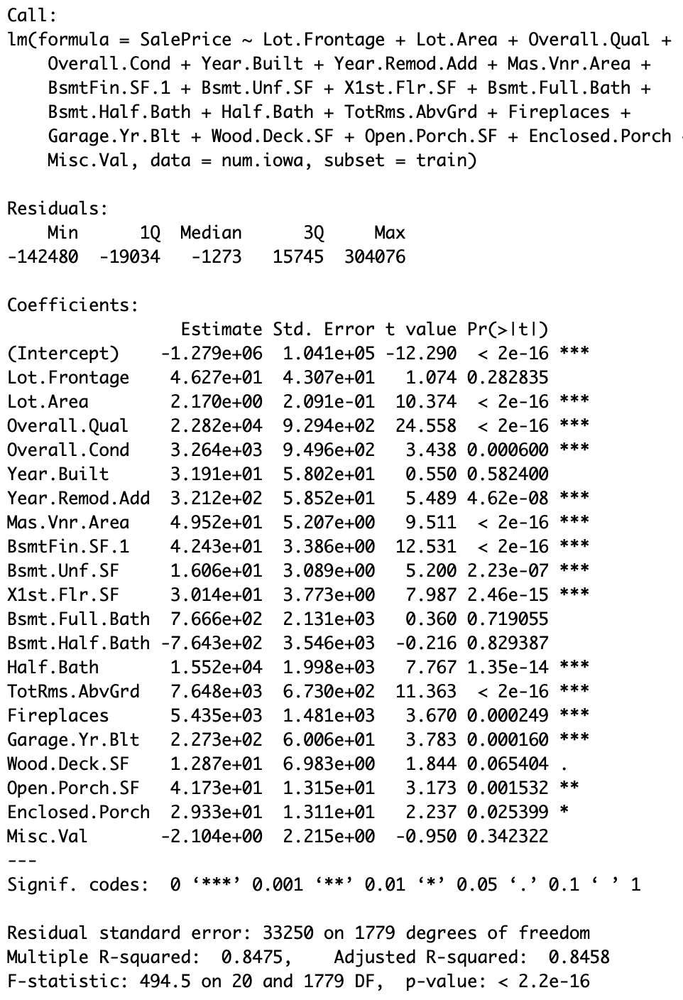 Call:
lm(formula = SalePrice ~ Lot.Frontage + Lot.Area + Overall.Qual +
    Overall.Cond + Year.Built + Year.Remod.Add + Mas.Vnr.Area +
    BsmtFin.SF.1 + Bsmt.Unf.SF + X1st.Flr.SF + Bsmt.Full.Bath +
    Bsmt.Half.Bath + Half.Bath + TotRms.AbvGrd + Fireplaces +
    Garage.Yr.Blt + Wood.Deck.SF + Open.Porch.SF + Enclosed.Porch +
    Misc.Val, data = num.iowa, subset = train)

Residuals:
    Min      1Q  Median      3Q     Max
-142480  -19034   -1273   15745  304076

Coefficients:
                 Estimate Std. Error t value Pr(>|t|)
(Intercept)    -1.279e+06  1.041e+05 -12.290  < 2e-16 ***
Lot.Frontage    4.627e+01  4.307e+01   1.074 0.282835
Lot.Area        2.170e+00  2.091e-01  10.374  < 2e-16 ***
Overall.Qual    2.282e+04  9.294e+02  24.558  < 2e-16 ***
Overall.Cond    3.264e+03  9.496e+02   3.438 0.000600 ***
Year.Built      3.191e+01  5.802e+01   0.550 0.582400
Year.Remod.Add  3.212e+02  5.852e+01   5.489 4.62e-08 ***
Mas.Vnr.Area    4.952e+01  5.207e+00   9.511  < 2e-16 ***
BsmtFin.SF.1    4.243e+01  3.386e+00  12.531  < 2e-16 ***
Bsmt.Unf.SF     1.606e+01  3.089e+00   5.200 2.23e-07 ***
X1st.Flr.SF     3.014e+01  3.773e+00   7.987 2.46e-15 ***
Bsmt.Full.Bath  7.666e+02  2.131e+03   0.360 0.719055
Bsmt.Half.Bath -7.643e+02  3.546e+03  -0.216 0.829387
Half.Bath       1.552e+04  1.998e+03   7.767 1.35e-14 ***
TotRms.AbvGrd   7.648e+03  6.730e+02  11.363  < 2e-16 ***
Fireplaces      5.435e+03  1.481e+03   3.670 0.000249 ***
Garage.Yr.Blt   2.273e+02  6.006e+01   3.783 0.000160 ***
Wood.Deck.SF    1.287e+01  6.983e+00   1.844 0.065404 .
Open.Porch.SF   4.173e+01  1.315e+01   3.173 0.001532 **
Enclosed.Porch  2.933e+01  1.311e+01   2.237 0.025399 *
Misc.Val       -2.104e+00  2.215e+00  -0.950 0.342322
---
Signif. codes:  0 ‘***’ 0.001 ‘**’ 0.01 ‘*’ 0.05 ‘.’ 0.1 ‘ ’ 1

Residual standard error: 33250 on 1779 degrees of freedom
Multiple R-squared:  0.8475,    Adjusted R-squared:  0.8458
F-statistic: 494.5 on 20 and 1779 DF,  p-value: < 2.2e-16